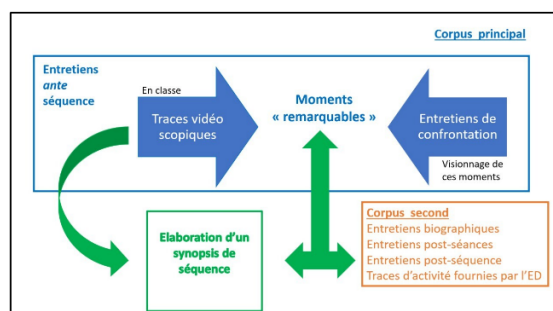 Corpus principal
Entretiens
ante
séquence
En classe
Traces vidéo
scopiques
Moments
« remarquables »
Entretiens de
confrontation
Visionnage de
ces moments
Elaboration d'un
synopsis de
séquence
Corpus second
Entretiens biographiques
Entretiens post-séances
Entretiens post-séquence
Traces d'activité fournies par l'ED